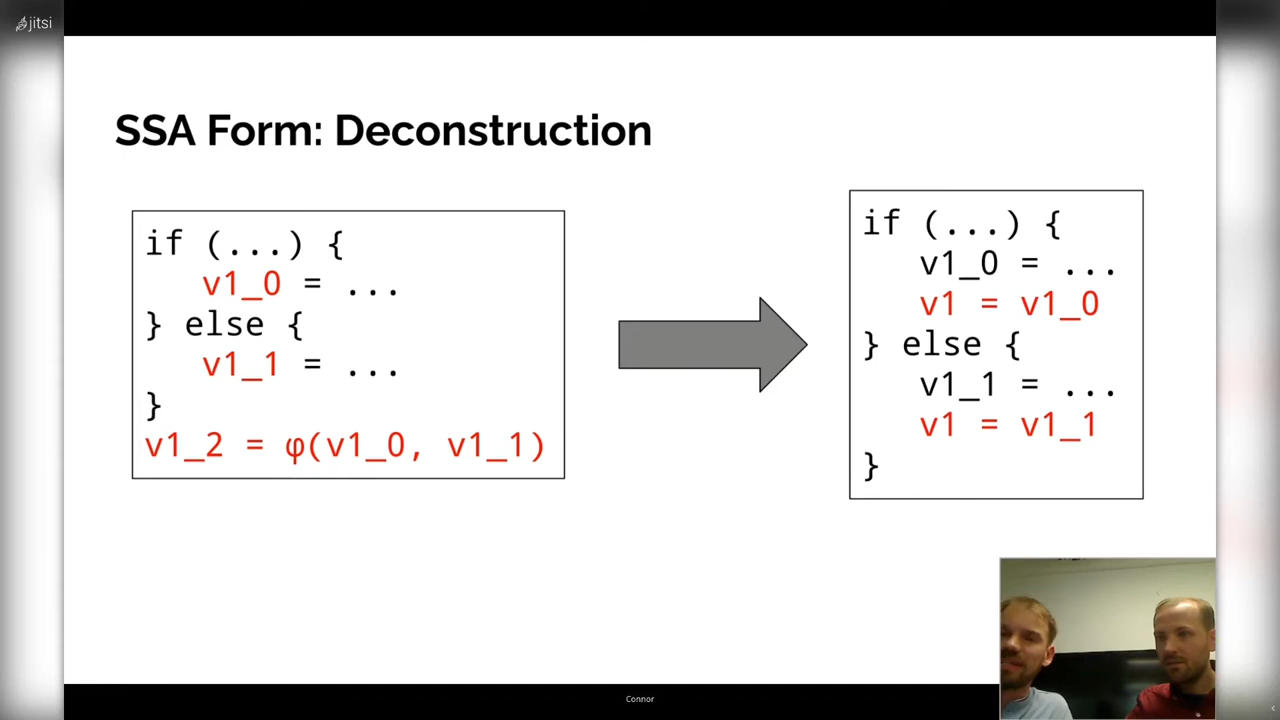 jitsi
SSA Form: Deconstruction
if (...) {
v1_0 = ...
} else {
v1_1 = ...
}
v1_2 = φ(v1_0, v1_1)
if (...) {
v1_0 = ...
v1 = v1_0
} else {
v1_1 = ...
v1 = v1_1
}
Connor